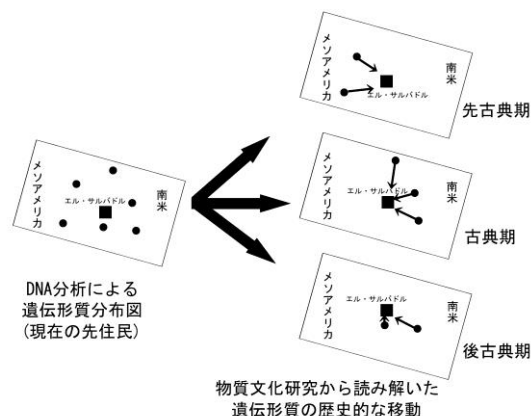 メソアメリカ
南米
エル・サルバドル
先古典期
メソアメリカ
南米
エル・サルバドル
古典期
メソアメリカ
南米
エル・サルバドル
後古典期
メソアメリカ
南米
エル・サルバドル
DNA分析による
遺伝形質分布図
(現在の先住民)
物質文化研究から読み解いた
遺伝形質の歴史的な移動